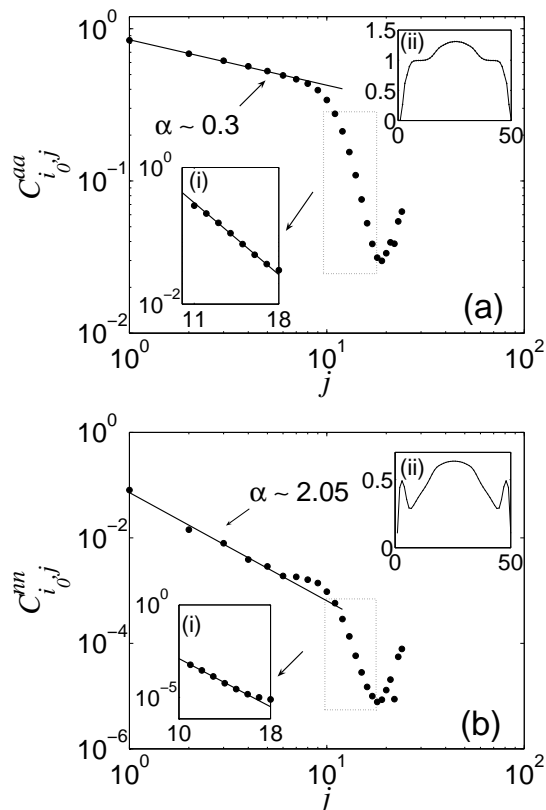 10^0
10^-1
10^-2
C^{aa}_{i_0,j}
α ~ 0.3
(i)
10^0
10^-2
11
18
(ii)
1.5
1
0.5
0
0
50
(a)
10^0
10^1
10^2
j
10^0
10^-2
10^-4
10^-6
C^{nn}_{i_0,j}
α ~ 2.05
(i)
10^0
10^-5
10
18
(ii)
0.5
0
0
50
(b)
10^0
10^1
10^2
j